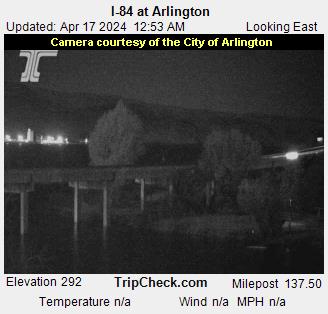 I-84 at Arlington
Updated: Apr 17 2024 12:53 AM Looking East
Camera courtesy of the City of Arlington
Elevation 292 TripCheck.com Milepost 137.50
Temperature n/a Wind n/a MPH n/a